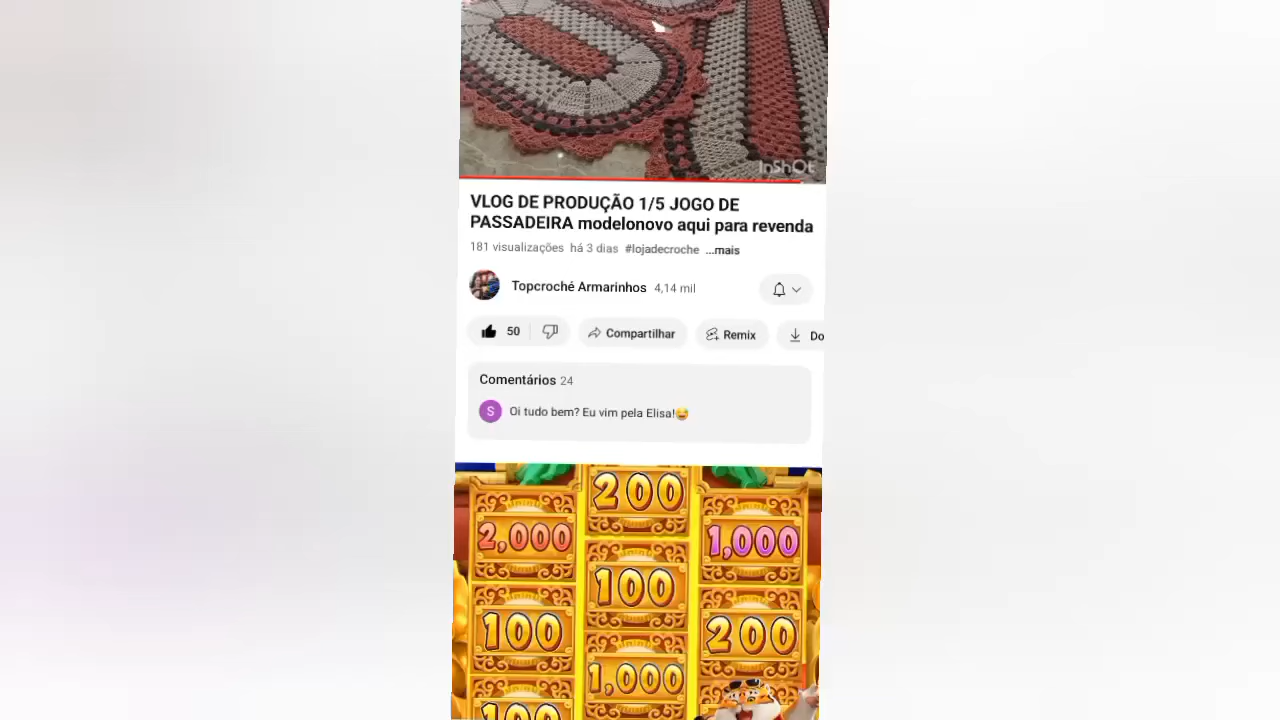 InShOt
VLOG DE PRODUÇÃO 1/5 JOGO DE
PASSADEIRA modelonovo aqui para revenda
181 visualizações há 3 dias #lojadecroche ...mais
Topcroché Armarinhos 4,14 mil
50 Compartilhar Remix Do
Comentários 24
S Oi tudo bem? Eu vim pela Elisa!😅
2,000 200 1,000
100 100 200
100 1,000